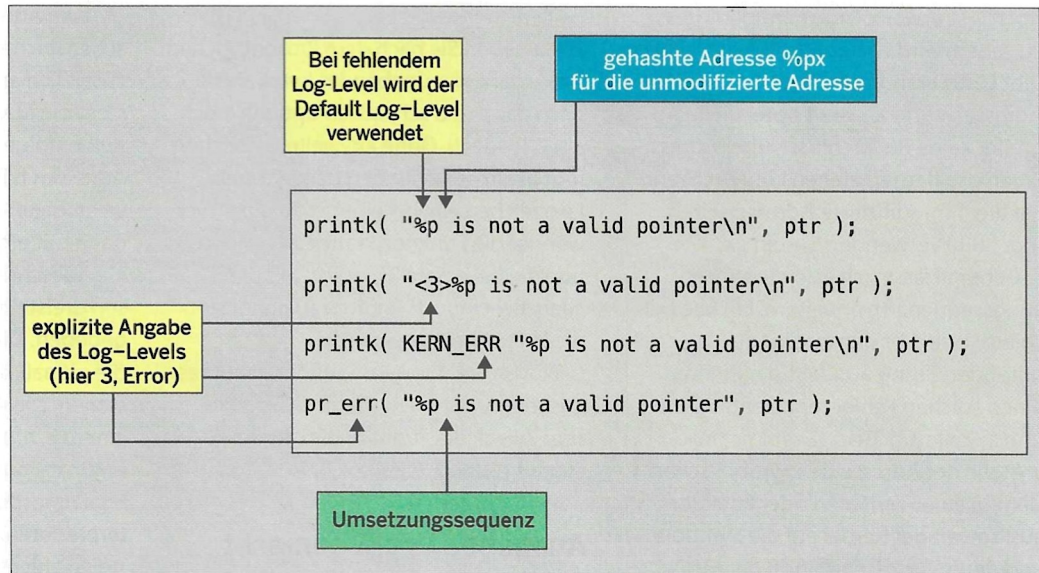 Bei fehlendem
Log-Level wird der
Default Log–Level
verwendet
gehashte Adresse %px
für die unmodifizierte Adresse
printk( "%p is not a valid pointer\n", ptr );
printk( "<3>%p is not a valid pointer\n", ptr );
explizite Angabe
des Log–Levels
(hier 3, Error)
printk( KERN_ERR "%p is not a valid pointer\n", ptr );
pr_err( "%p is not a valid pointer", ptr );
Umsetzungssequenz